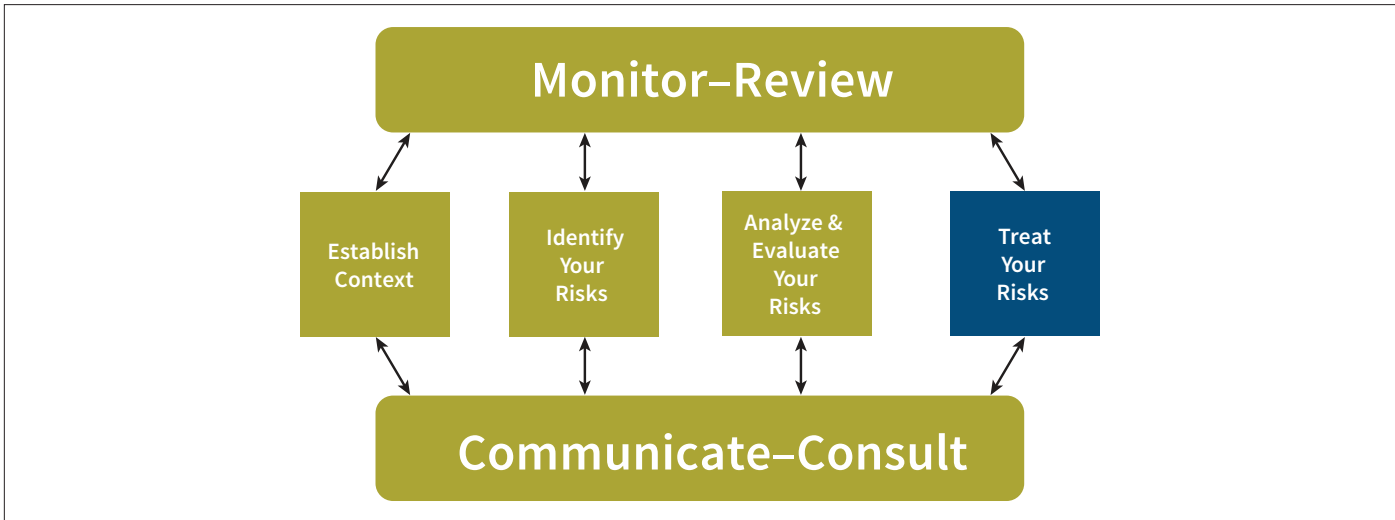 Monitor–Review
Establish
Context
Identify
Your
Risks
Analyze &
Evaluate
Your
Risks
Treat
Your
Risks
Communicate–Consult